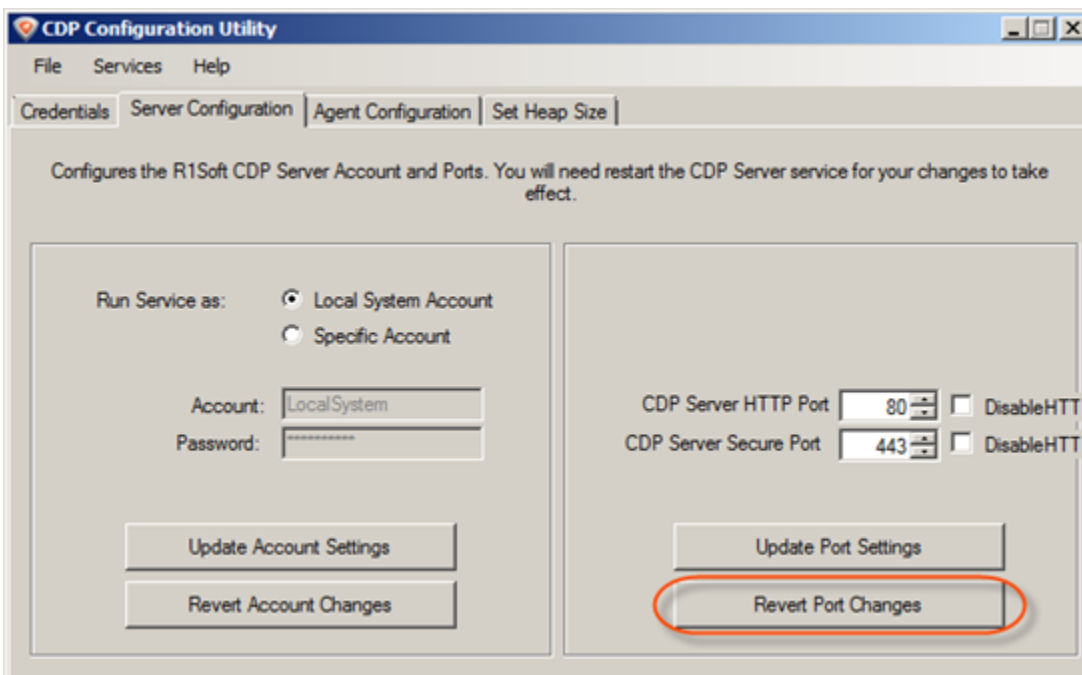 CDP Configuration Utility
File Services Help
Credentials Server Configuration Agent Configuration Set Heap Size
Configures the R1Soft CDP Server Account and Ports. You will need restart the CDP Server service for your changes to take
effect.
Run Service as: Local System Account
Specific Account
Account: LocalSystem
Password: **********
CDP Server HTTP Port 80 DisableHTT
CDP Server Secure Port 443 DisableHTT
Update Account Settings Update Port Settings
Revert Account Changes Revert Port Changes